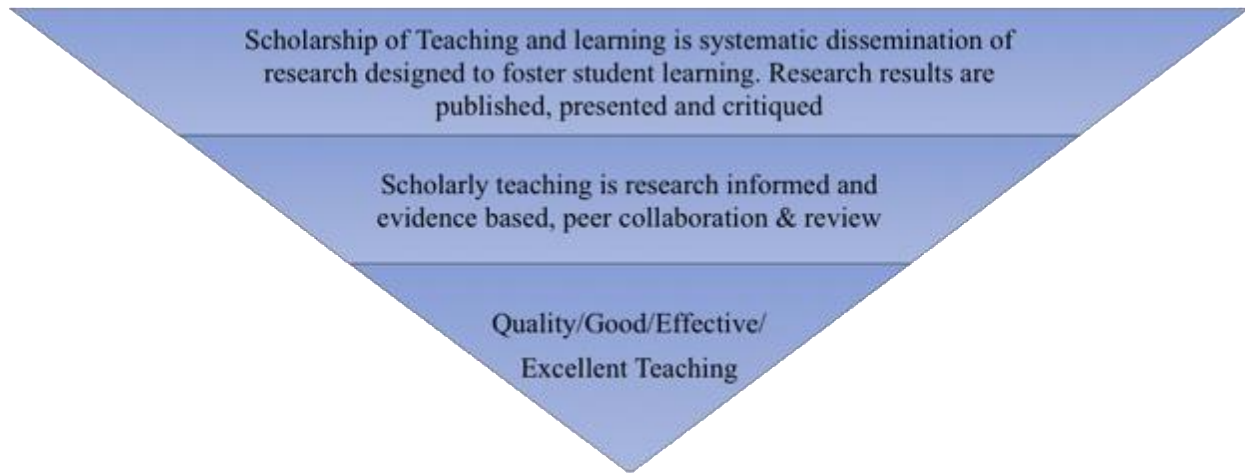 Scholarship of Teaching and learning is systematic dissemination of
research designed to foster student learning. Research results are
published, presented and critiqued
Scholarly teaching is research informed and
evidence based, peer collaboration & review
Quality/Good/Effective/
Excellent Teaching